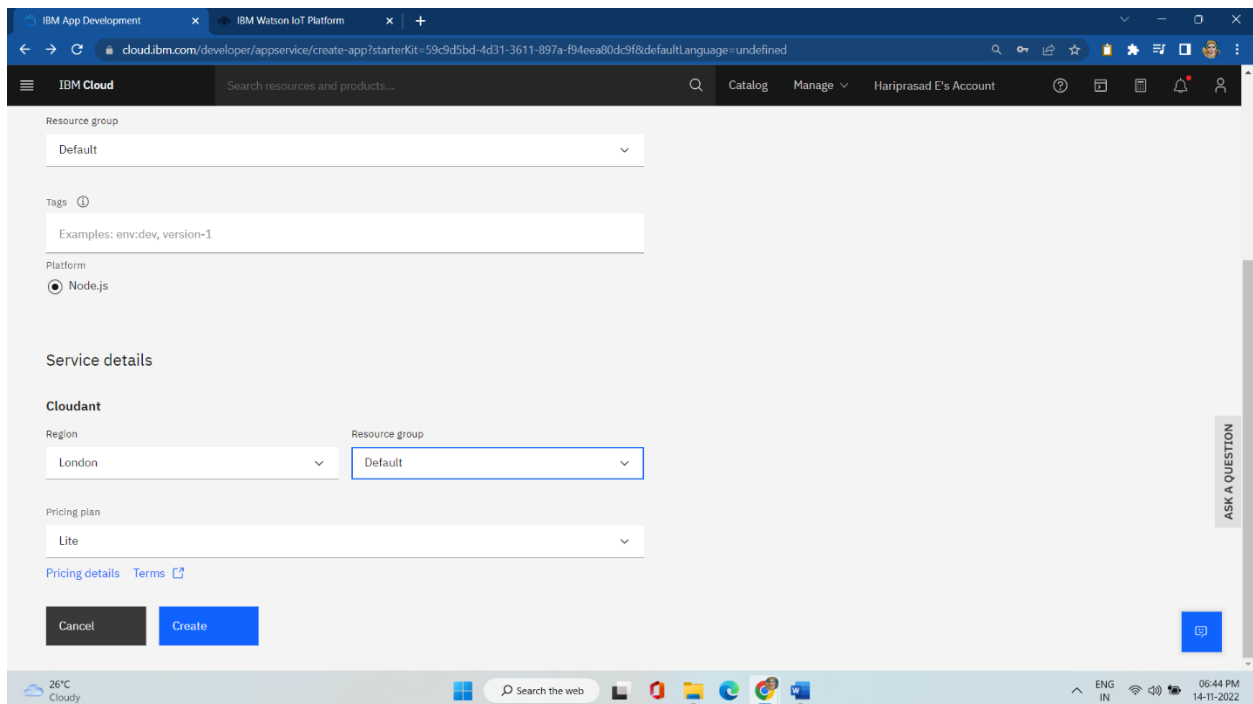 IBM App Development
IBM Watson IoT Platform
cloud.ibm.com/developer/appservice/create-app?starterKit=59c9d5bd-4d31-3611-897a-f94eea80dc9f&defaultLanguage=undefined
IBM Cloud
Search resources and products...
Catalog
Manage
Hariprasad E's Account
Resource group
Default
Tags
Examples: env:dev, version-1
Platform
Node.js
Service details
Cloudant
Region
Resource group
London
Default
Pricing plan
Lite
Pricing details
Terms
Cancel
Create
ASK A QUESTION
26°C
Cloudy
Search the web
ENG
IN
06:44 PM
14-11-2022